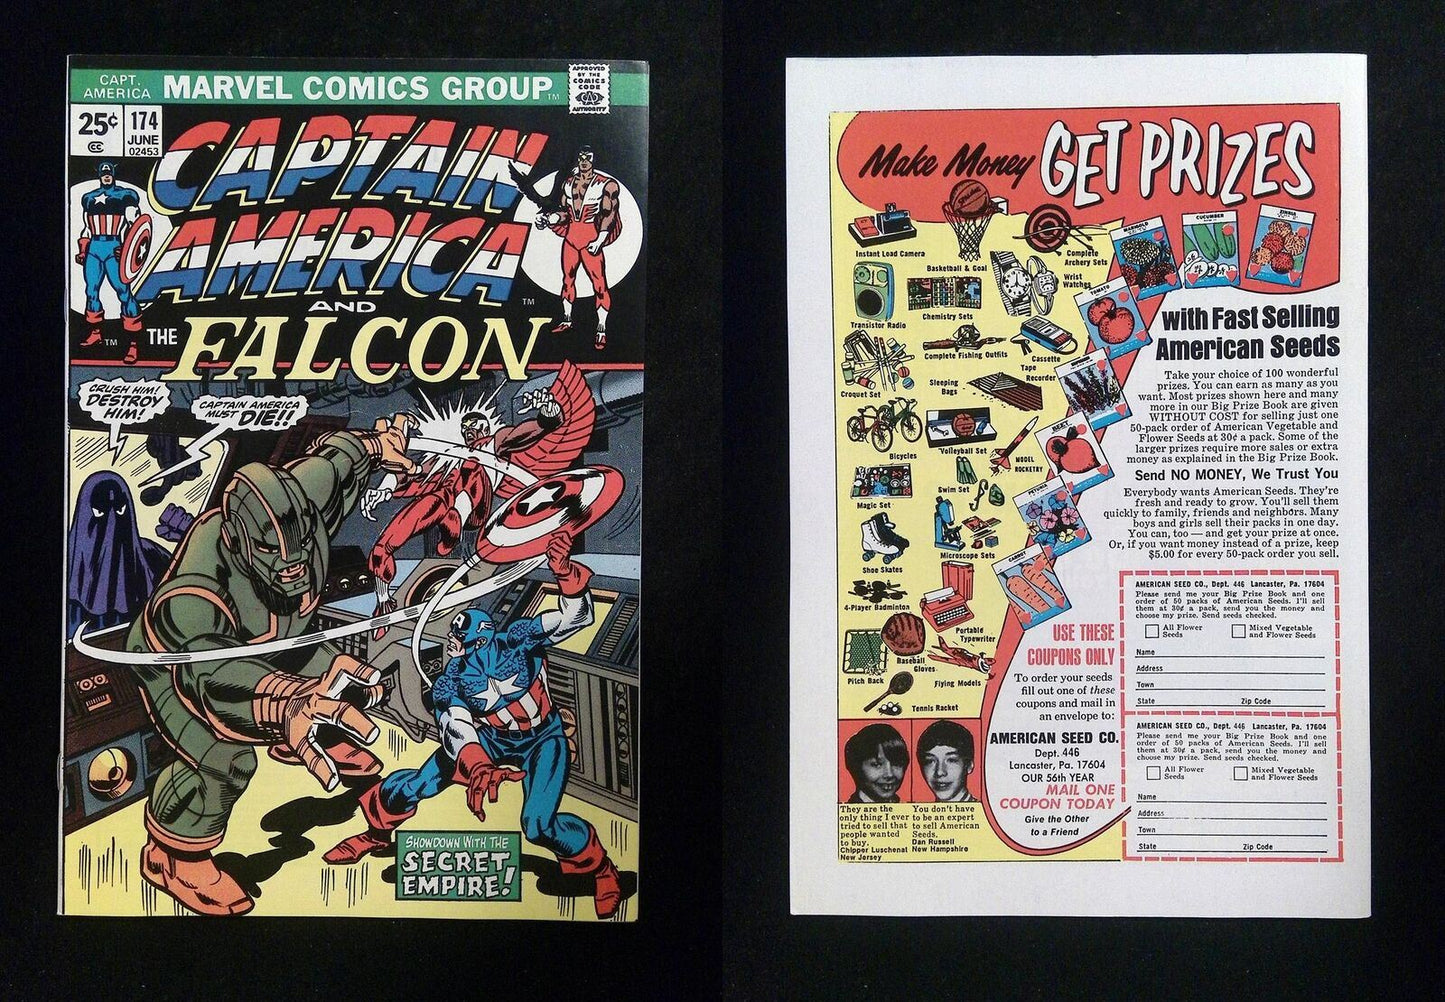 CAPT.
AMERICA
MARVEL COMICS GROUP TM
APPROVED
BY THE
COMICS
CODE
CA
AUTHORITY
25¢
CC
174
JUNE
02453
CAPTAIN
AMERICA TM
AND
THE FALCON
TM
CRUSH HIM!
DESTROY
HIM!
CAPTAIN AMERICA
MUST DIE!!
SHOWDOWN WITH THE
SECRET
EMPIRE!
Make Money GET PRIZES
Instant Load Camera
Basketball & Goal
Complete
Archery Sets
Wrist
Watches
MARIGOLD
CUCUMBER
ZINNIA
Transistor Radio
Chemistry Sets
TOMATO
Complete Fishing Outfits
Cassette
Tape
Recorder
Croquet Set
Sleeping
Bags
Bicycles
Volleyball Set
MODEL
ROCKETRY
BEET
Magic Set
Swim Set
PETUNIA
Shoe Skates
Microscope Sets
CARROT
4-Player Badminton
Portable
Typewriter
Pitch Back
Baseball
Gloves
Flying Models
Tennis Racket
with Fast Selling
American Seeds
Take your choice of 100 wonderful
prizes. You can earn as many as you
want. Most prizes shown here and many
more in our Big Prize Book are given
WITHOUT COST for selling just one
50-pack order of American Vegetable and
Flower Seeds at 30¢ a pack. Some of the
larger prizes require more sales or extra
money as explained in the Big Prize Book.
Send NO MONEY, We Trust You
Everybody wants American Seeds. They're
fresh and ready to grow. You'll sell them
quickly to family, friends and neighbors. Many
boys and girls sell their packs in one day.
You can, too — and get your prize at once.
Or, if you want money instead of a prize, keep
$5.00 for every 50-pack order you sell.
USE THESE
COUPONS ONLY
To order your seeds
fill out one of these
coupons and mail in
an envelope to:
AMERICAN SEED CO.
Dept. 446
Lancaster, Pa. 17604
OUR 56th YEAR
MAIL ONE
COUPON TODAY
Give the Other
to a Friend
AMERICAN SEED CO., Dept. 446 Lancaster, Pa. 17604
Please send me your Big Prize Book and one
order of 50 packs of American Seeds. I'll sell
them at 30¢ a pack, send you the money and
choose my prize. Send seeds checked.
All Flower
Seeds
Mixed Vegetable
and Flower Seeds
Name
Address
Town
State Zip Code
AMERICAN SEED CO., Dept. 446 Lancaster, Pa. 17604
Please send me your Big Prize Book and one
order of 50 packs of American Seeds. I'll sell
them at 30¢ a pack, send you the money and
choose my prize. Send seeds checked.
All Flower
Seeds
Mixed Vegetable
and Flower Seeds
Name
Address
Town
State Zip Code
They are the
only thing I ever
tried to sell that
people wanted
to buy.
Chipper Luschenat
New Jersey
You don't have
to be an expert
to sell American
Seeds.
Dan Russell
New Hampshire